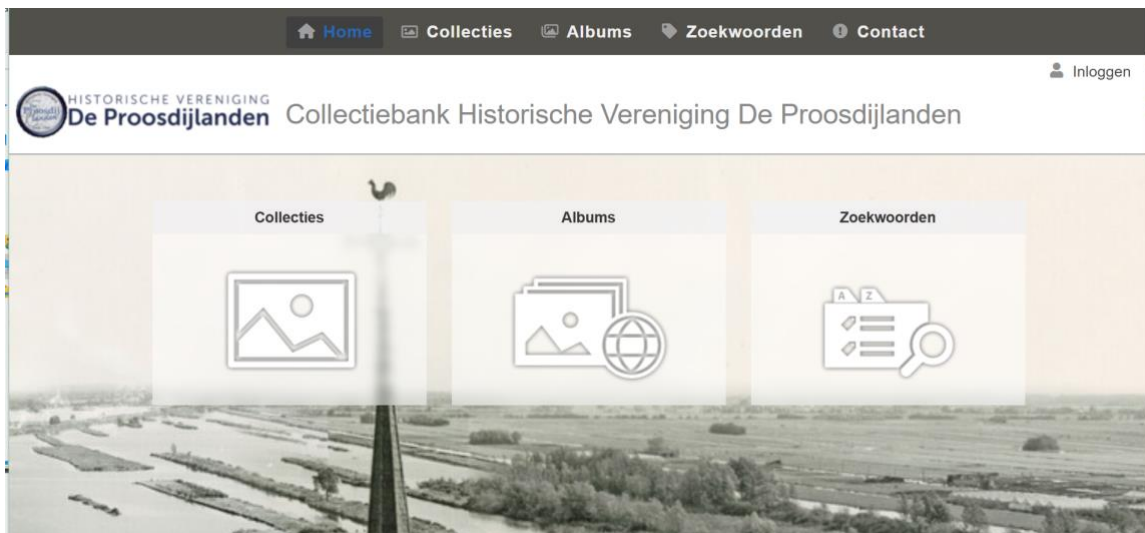 Home Collecties Albums Zoekwoorden Contact
Inloggen
HISTORISCHE VERENIGING
De Proosdijlanden
Collectiebank Historische Vereniging De Proosdijlanden
Collecties Albums Zoekwoorden
A Z